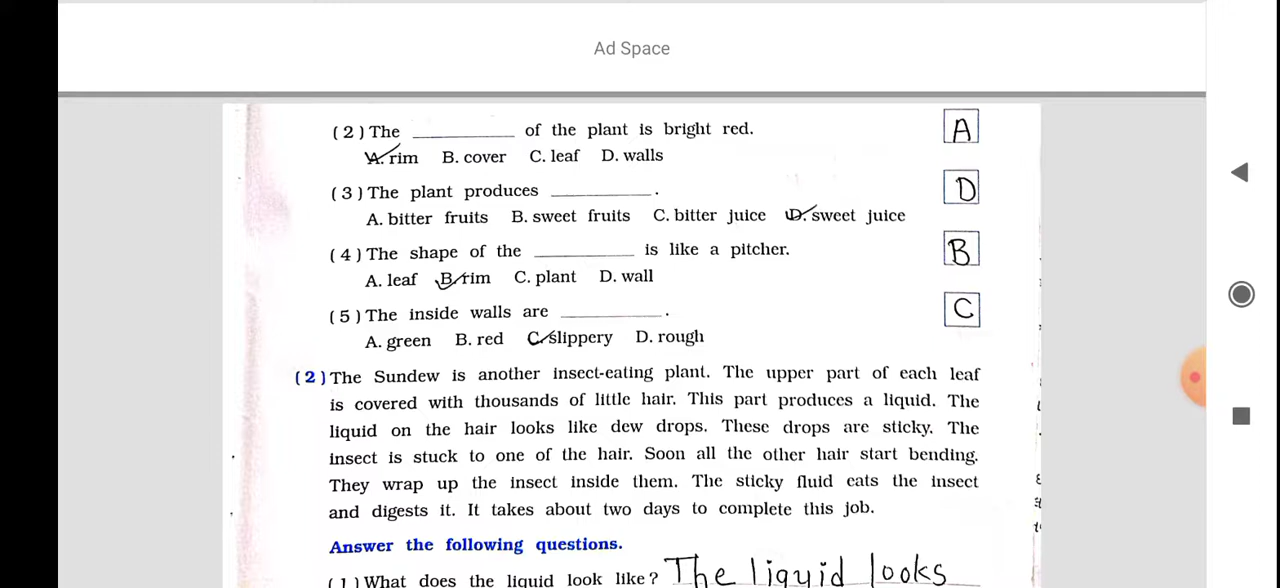 Ad Space
(2) The __________ of the plant is bright red.
A
A. rim B. cover C. leaf D. walls
(3) The plant produces __________ .
D
A. bitter fruits B. sweet fruits C. bitter juice D. sweet juice
(4) The shape of the __________ is like a pitcher.
B
A. leaf B. rim C. plant D. wall
(5) The inside walls are __________ .
C
A. green B. red C. slippery D. rough
(2) The Sundew is another insect-eating plant. The upper part of each leaf
is covered with thousands of little hair. This part produces a liquid. The
liquid on the hair looks like dew drops. These drops are sticky. The
insect is stuck to one of the hair. Soon all the other hair start bending.
They wrap up the insect inside them. The sticky fluid eats the insect
and digests it. It takes about two days to complete this job.
Answer the following questions.
(1) What does the liquid look like? The liquid looks